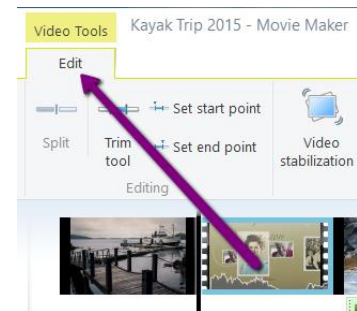 Video Tools Kayak Trip 2015 - Movie Maker
Edit
Set start point
Split Trim tool Set end point Video stabilization
Editing